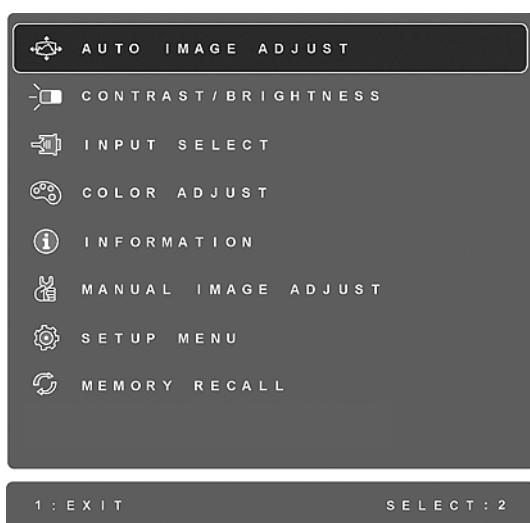 AUTO IMAGE ADJUST
CONTRAST/BRIGHTNESS
INPUT SELECT
COLOR ADJUST
INFORMATION
MANUAL IMAGE ADJUST
SETUP MENU
MEMORY RECALL
1:EXIT SELECT:2